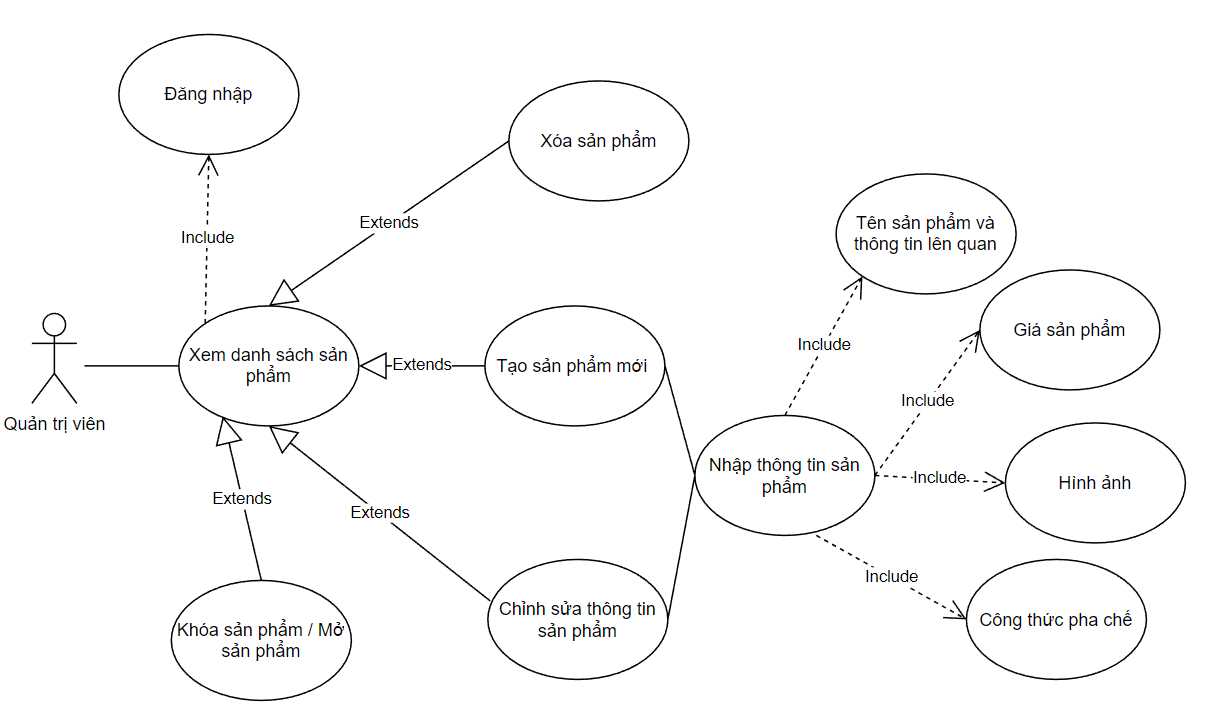 Đăng nhập
Xóa sản phẩm
Extends
Include
Tên sản phẩm và
thông tin lên quan
Giá sản phẩm
Include
Xem danh sách sản
phẩm
Extends
Tạo sản phẩm mới
Include
Quản trị viên
Nhập thông tin sản
phẩm
Include
Hình ảnh
Extends
Extends
Include
Khóa sản phẩm / Mở
sản phẩm
Chỉnh sửa thông tin
sản phẩm
Công thức pha chế